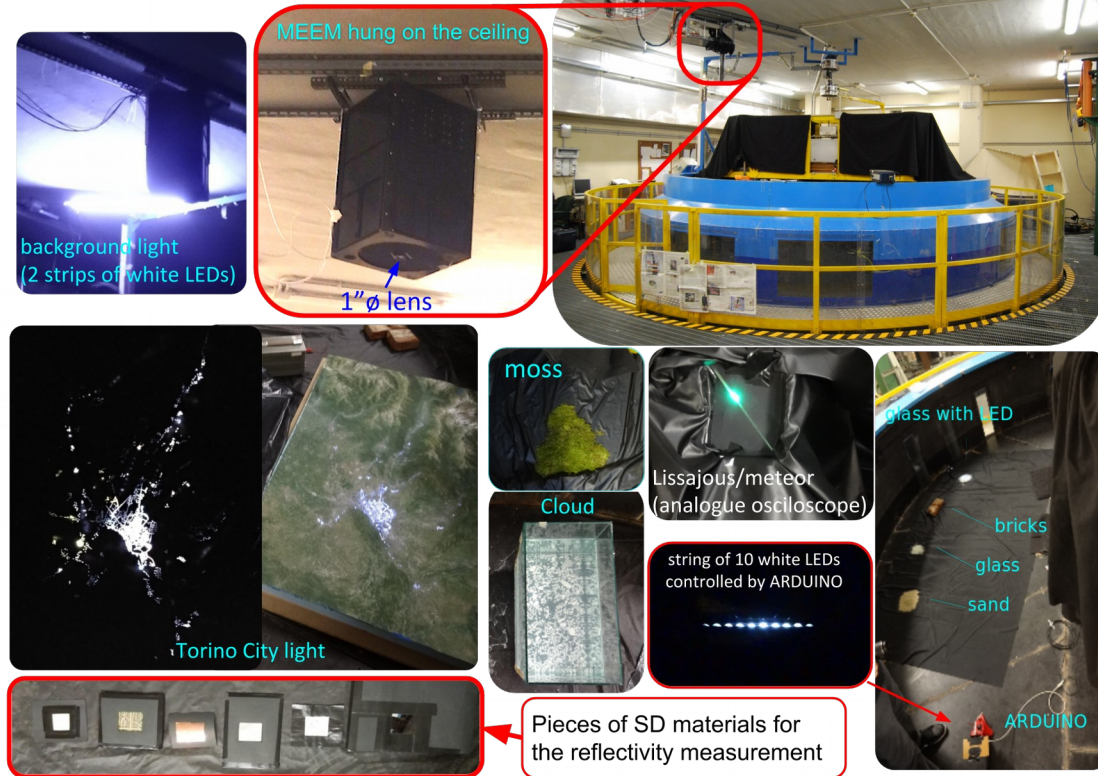 MEEM hung on the ceiling
background light
(2 strips of white LEDs)
1”ø lens
moss
Lissajous/meteor
(analogue osciloscope)
glass with LED
Cloud
string of 10 white LEDs
controlled by ARDUINO
bricks
glass
sand
Torino City light
ARDUINO
Pieces of SD materials for
the reflectivity measurement